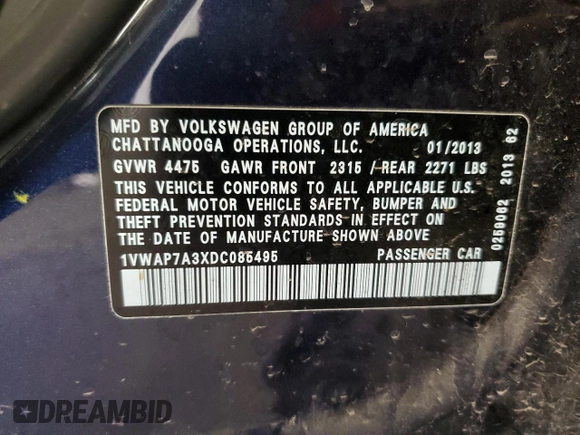 MFD BY VOLKSWAGEN GROUP OF AMERICA
CHATTANOOGA OPERATIONS, LLC. 01/2013
GVWR 4475 GAWR FRONT 2315 / REAR 2271 LBS
THIS VEHICLE CONFORMS TO ALL APPLICABLE U.S.
FEDERAL MOTOR VEHICLE SAFETY, BUMPER AND
THEFT PREVENTION STANDARDS IN EFFECT ON
THE DATE OF MANUFACTURE SHOWN ABOVE
1VWAP7A3XDC085495 PASSENGER CAR
0259062 2013 62
DREAMBID